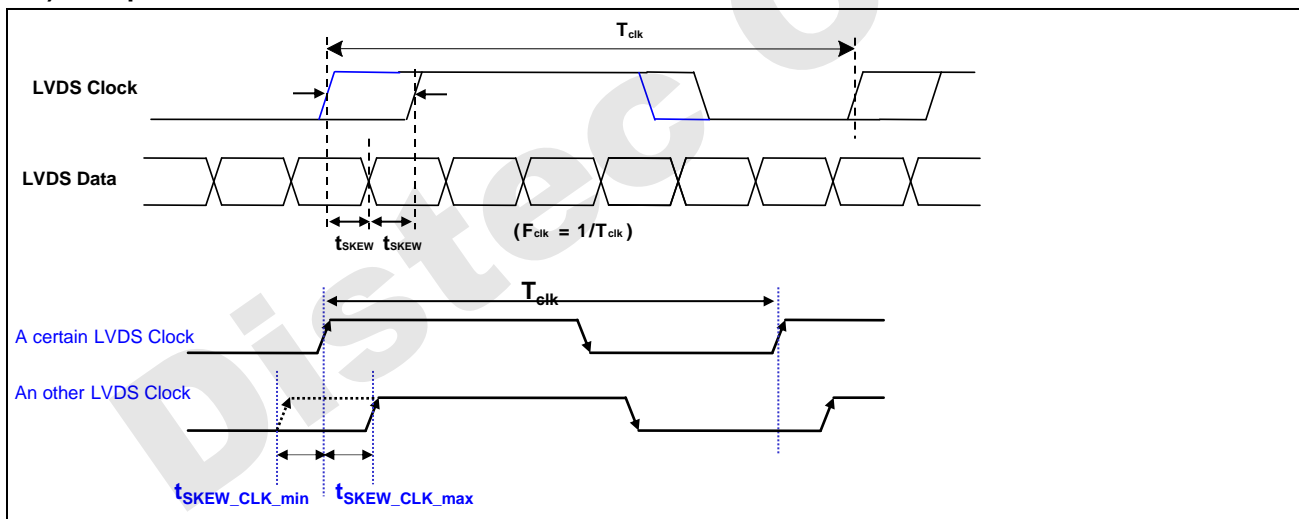 Tclk
LVDS Clock
LVDS Data
tSKEW tSKEW
(Fclk = 1/Tclk)
Tclk
A certain LVDS Clock
An other LVDS Clock
tSKEW_CLK_min tSKEW_CLK_max
Distec